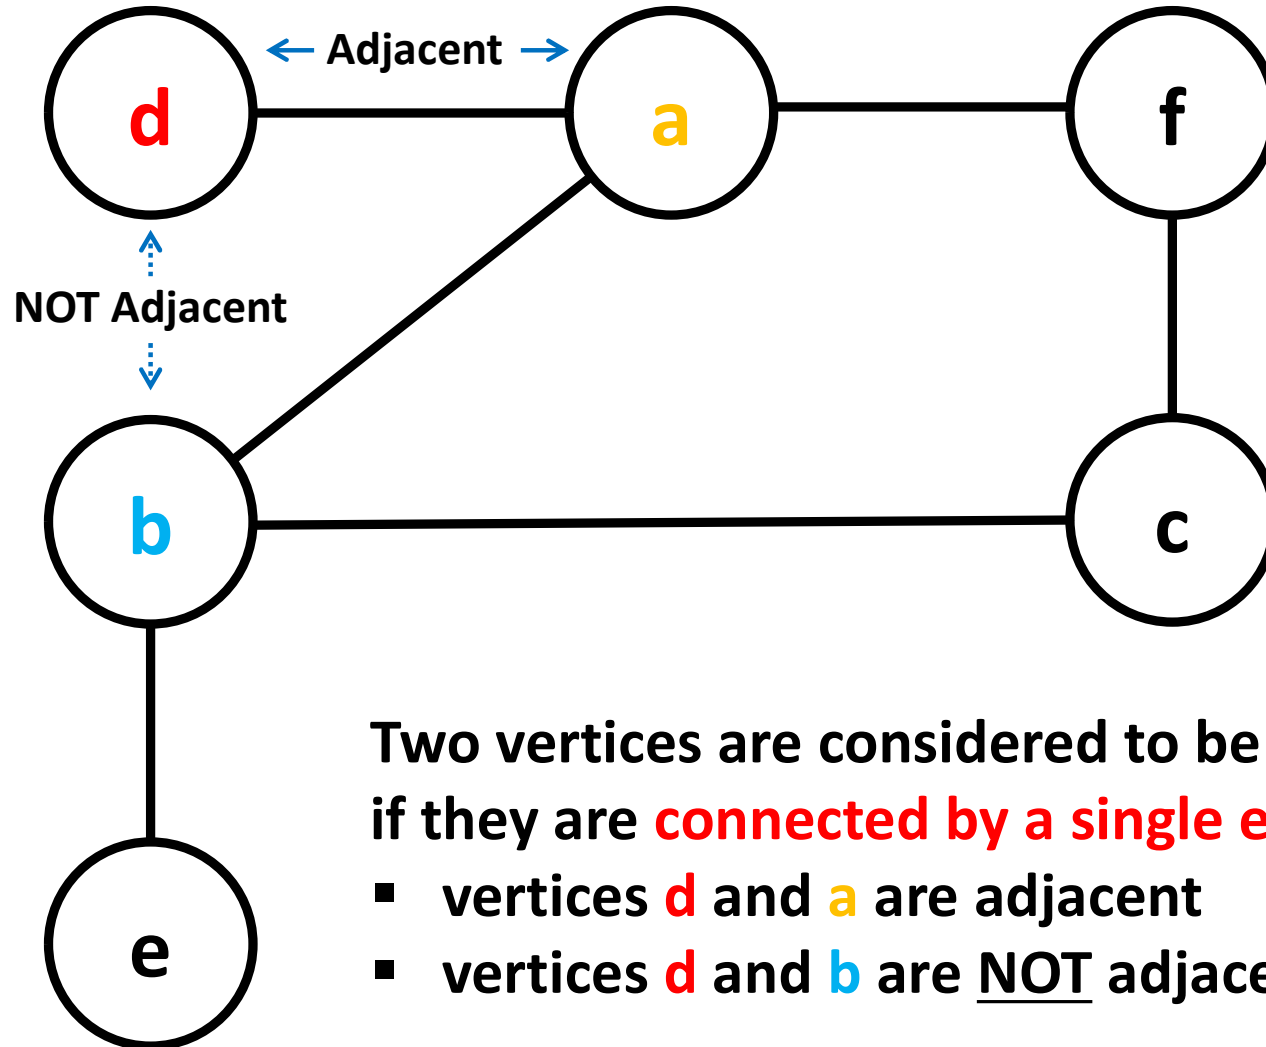 Adjacent
d
a
f
NOT Adjacent
b
c
e
Two vertices are considered to be
if they are connected by a single
▪ vertices d and a are adjacent
▪ vertices d and b are NOT